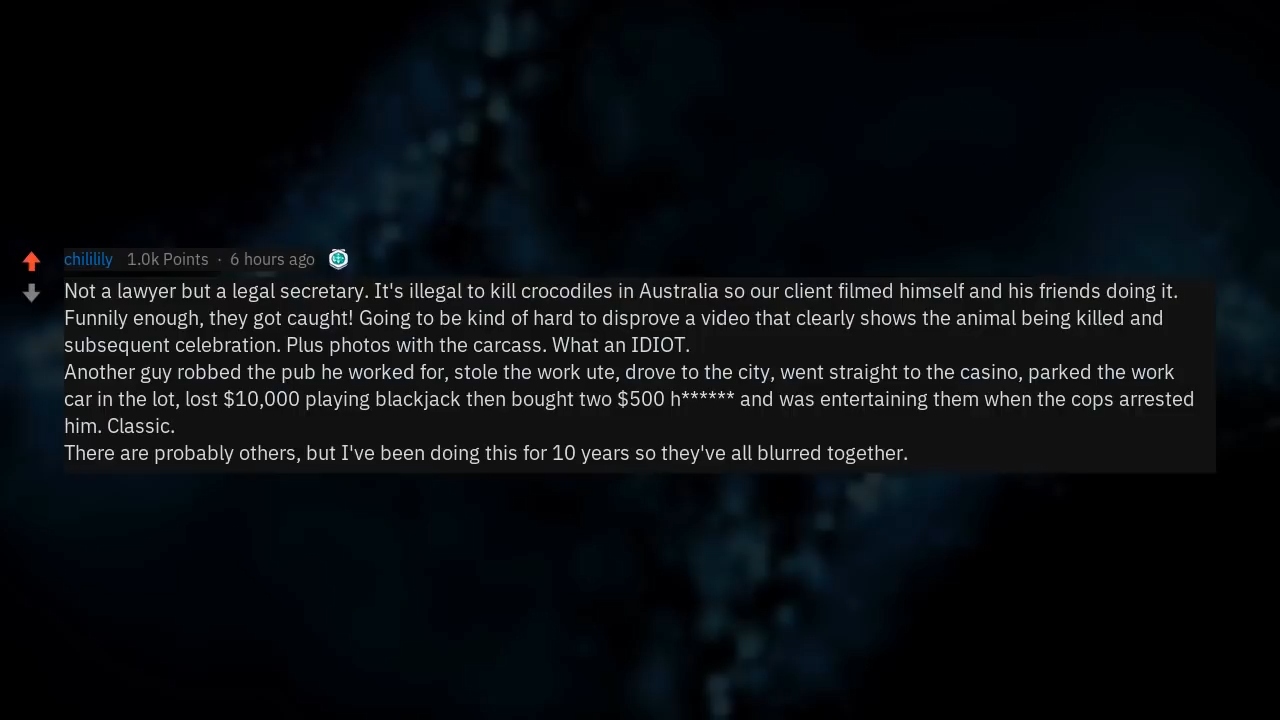 chililily 1.0k Points · 6 hours ago
Not a lawyer but a legal secretary. It's illegal to kill crocodiles in Australia so our client filmed himself and his friends doing it.
Funnily enough, they got caught! Going to be kind of hard to disprove a video that clearly shows the animal being killed and
subsequent celebration. Plus photos with the carcass. What an IDIOT.
Another guy robbed the pub he worked for, stole the work ute, drove to the city, went straight to the casino, parked the work
car in the lot, lost $10,000 playing blackjack then bought two $500 h****** and was entertaining them when the cops arrested
him. Classic.
There are probably others, but I've been doing this for 10 years so they've all blurred together.